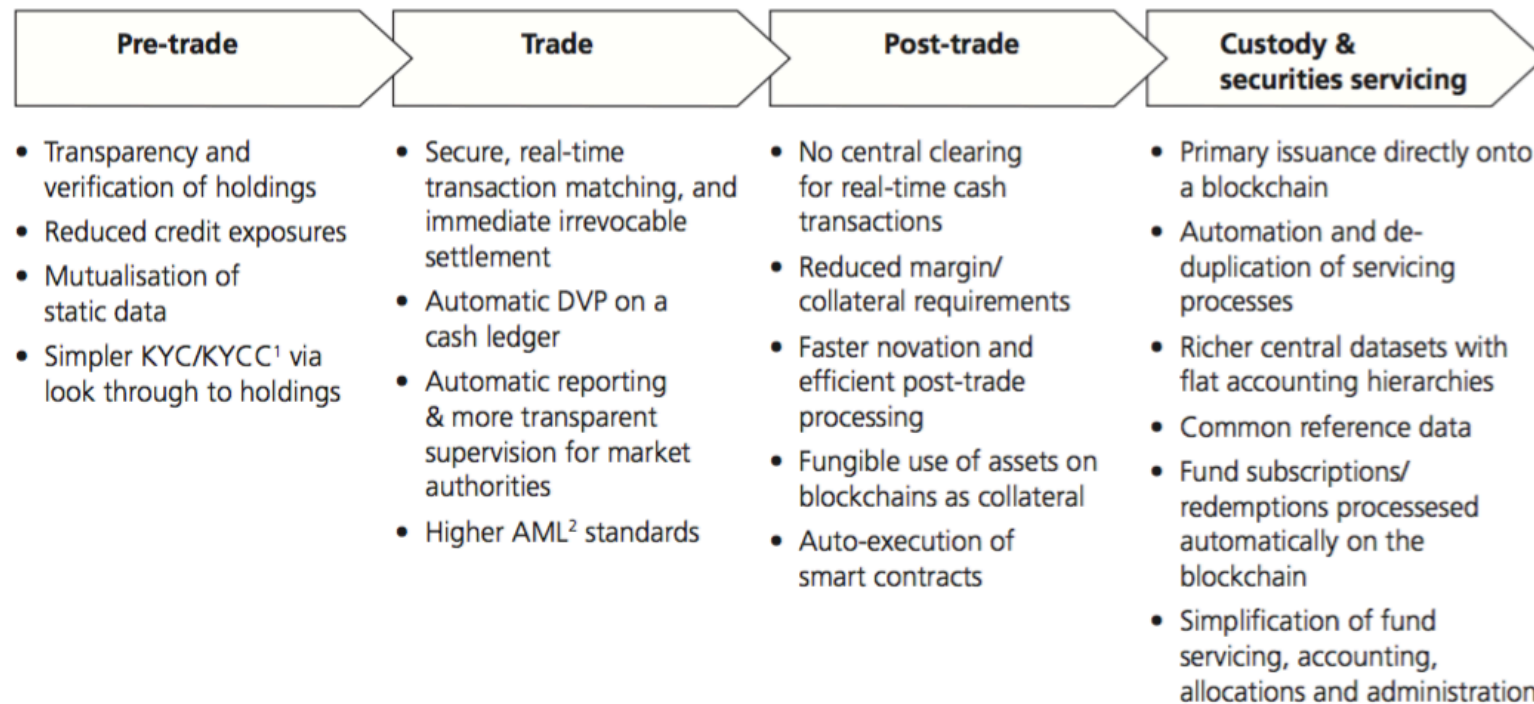 Pre-trade
• Transparency and
verification of holdings
• Reduced credit exposures
• Mutualisation of
static data
• Simpler KYC/KYCC¹ via
look through to holdings
Trade
• Secure, real-time
transaction matching, and
immediate irrevocable
settlement
• Automatic DVP on a
cash ledger
• Automatic reporting
& more transparent
supervision for market
authorities
• Higher AML² standards
Post-trade
• No central clearing
for real-time cash
transactions
• Reduced margin/
collateral requirements
• Faster novation and
efficient post-trade
processing
• Fungible use of assets on
blockchains as collateral
• Auto-execution of
smart contracts
Custody &
securities servicing
• Primary issuance directly onto
a blockchain
• Automation and de-
duplication of servicing
processes
• Richer central datasets with
flat accounting hierarchies
• Common reference data
• Fund subscriptions/
redemptions processesed
automatically on the
blockchain
• Simplification of fund
servicing, accounting,
allocations and administration